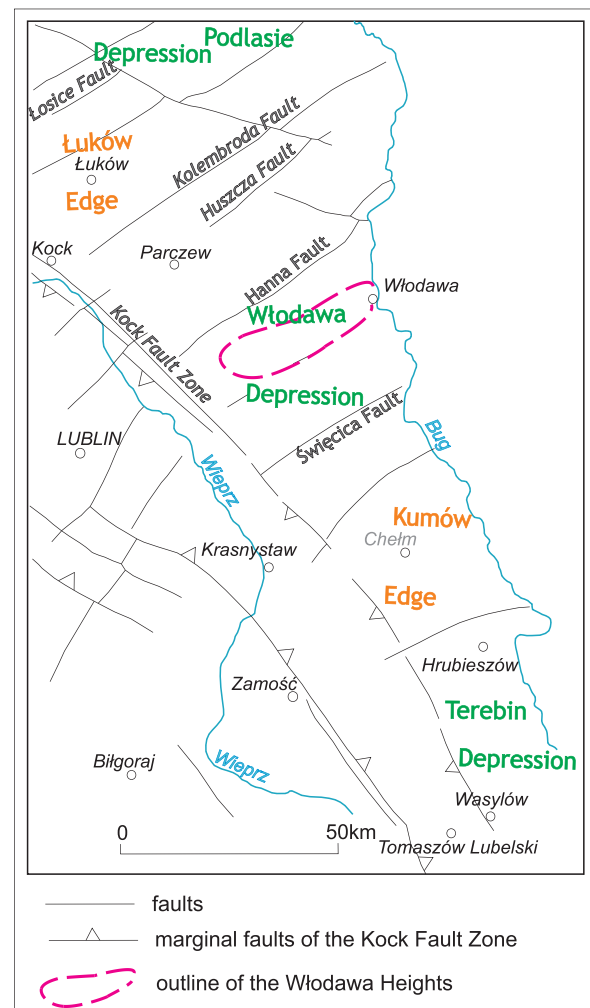 Podlasie
Depression
Łosice Fault
Łuków
Łuków
Edge
Kolembroda Fault
Huszcza Fault
Kock
Parczew
Hanna Fault
Włodawa
Włodawa
Kock Fault Zone
Depression
Święcica Fault
Bug
LUBLIN
Wieprz
Kumów
Chełm
Krasnystaw
Edge
Hrubieszów
Zamość
Terebin
Depression
Biłgoraj
Wieprz
Wasylów
0 50km
Tomaszów Lubelski
faults
marginal faults of the Kock Fault Zone
outline of the Włodawa Heights